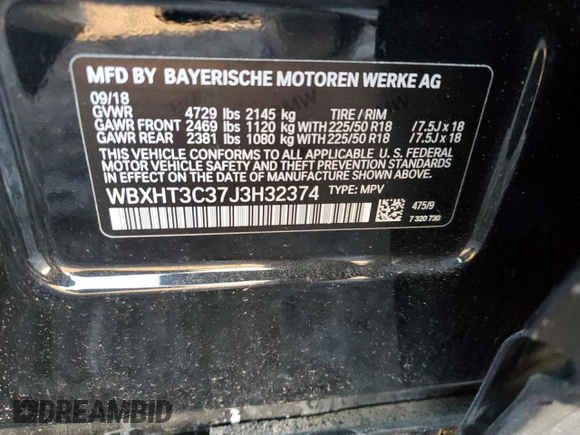 MFD BY BAYERISCHE MOTOREN WERKE AG
09/18
GVWR 4729 lbs 2145 kg TIRE / RIM
GAWR FRONT 2469 lbs 1120 kg WITH 225/50 R18 /7.5J x 18
GAWR REAR 2381 lbs 1080 kg WITH 225/50 R18 /7.5J x 18
THIS VEHICLE CONFORMS TO ALL APPLICABLE U.S. FEDERAL
MOTOR VEHICLE SAFETY AND THEFT PREVENTION STANDARDS
IN EFFECT ON THE DATE OF MANUFACTURE SHOWN ABOVE.
WBXHT3C37J3H32374 TYPE: MPV
475/9
7 320 730
DREAMBID